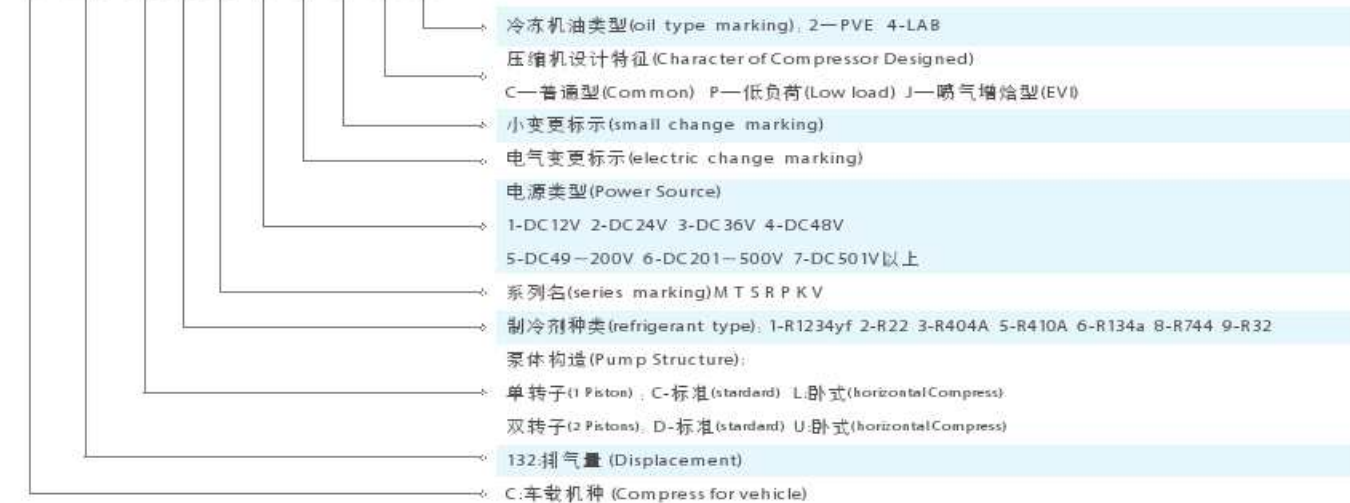 冷冻机油类型(oil type marking): 2—PVE 4-LAB
压缩机设计特征(Character of Compressor Designed)
C—普通型(Common) P—低负荷(Low load) J—喷气增焓型(EVI)
小变更标示(small change marking)
电气变更标示(electric change marking)
电源类型(Power Source)
1-DC12V 2-DC24V 3-DC36V 4-DC48V
5-DC49—200V 6-DC201—500V 7-DC501V以上
系列名(series marking)M T S R P K V
制冷剂种类(refrigerant type): 1-R1234yf 2-R22 3-R404A 5-R410A 6-R134a 8-R744 9-R32
泵体构造(Pump Structure):
单转子(1 Piston) : C-标准(stardard) L:卧式(horizontal Compress)
双转子(2 Pistons): D-标准(stardard) U:卧式(horizontal Compress)
132:排气量 (Displacement)
C:车载机种 (Compress for vehicle)